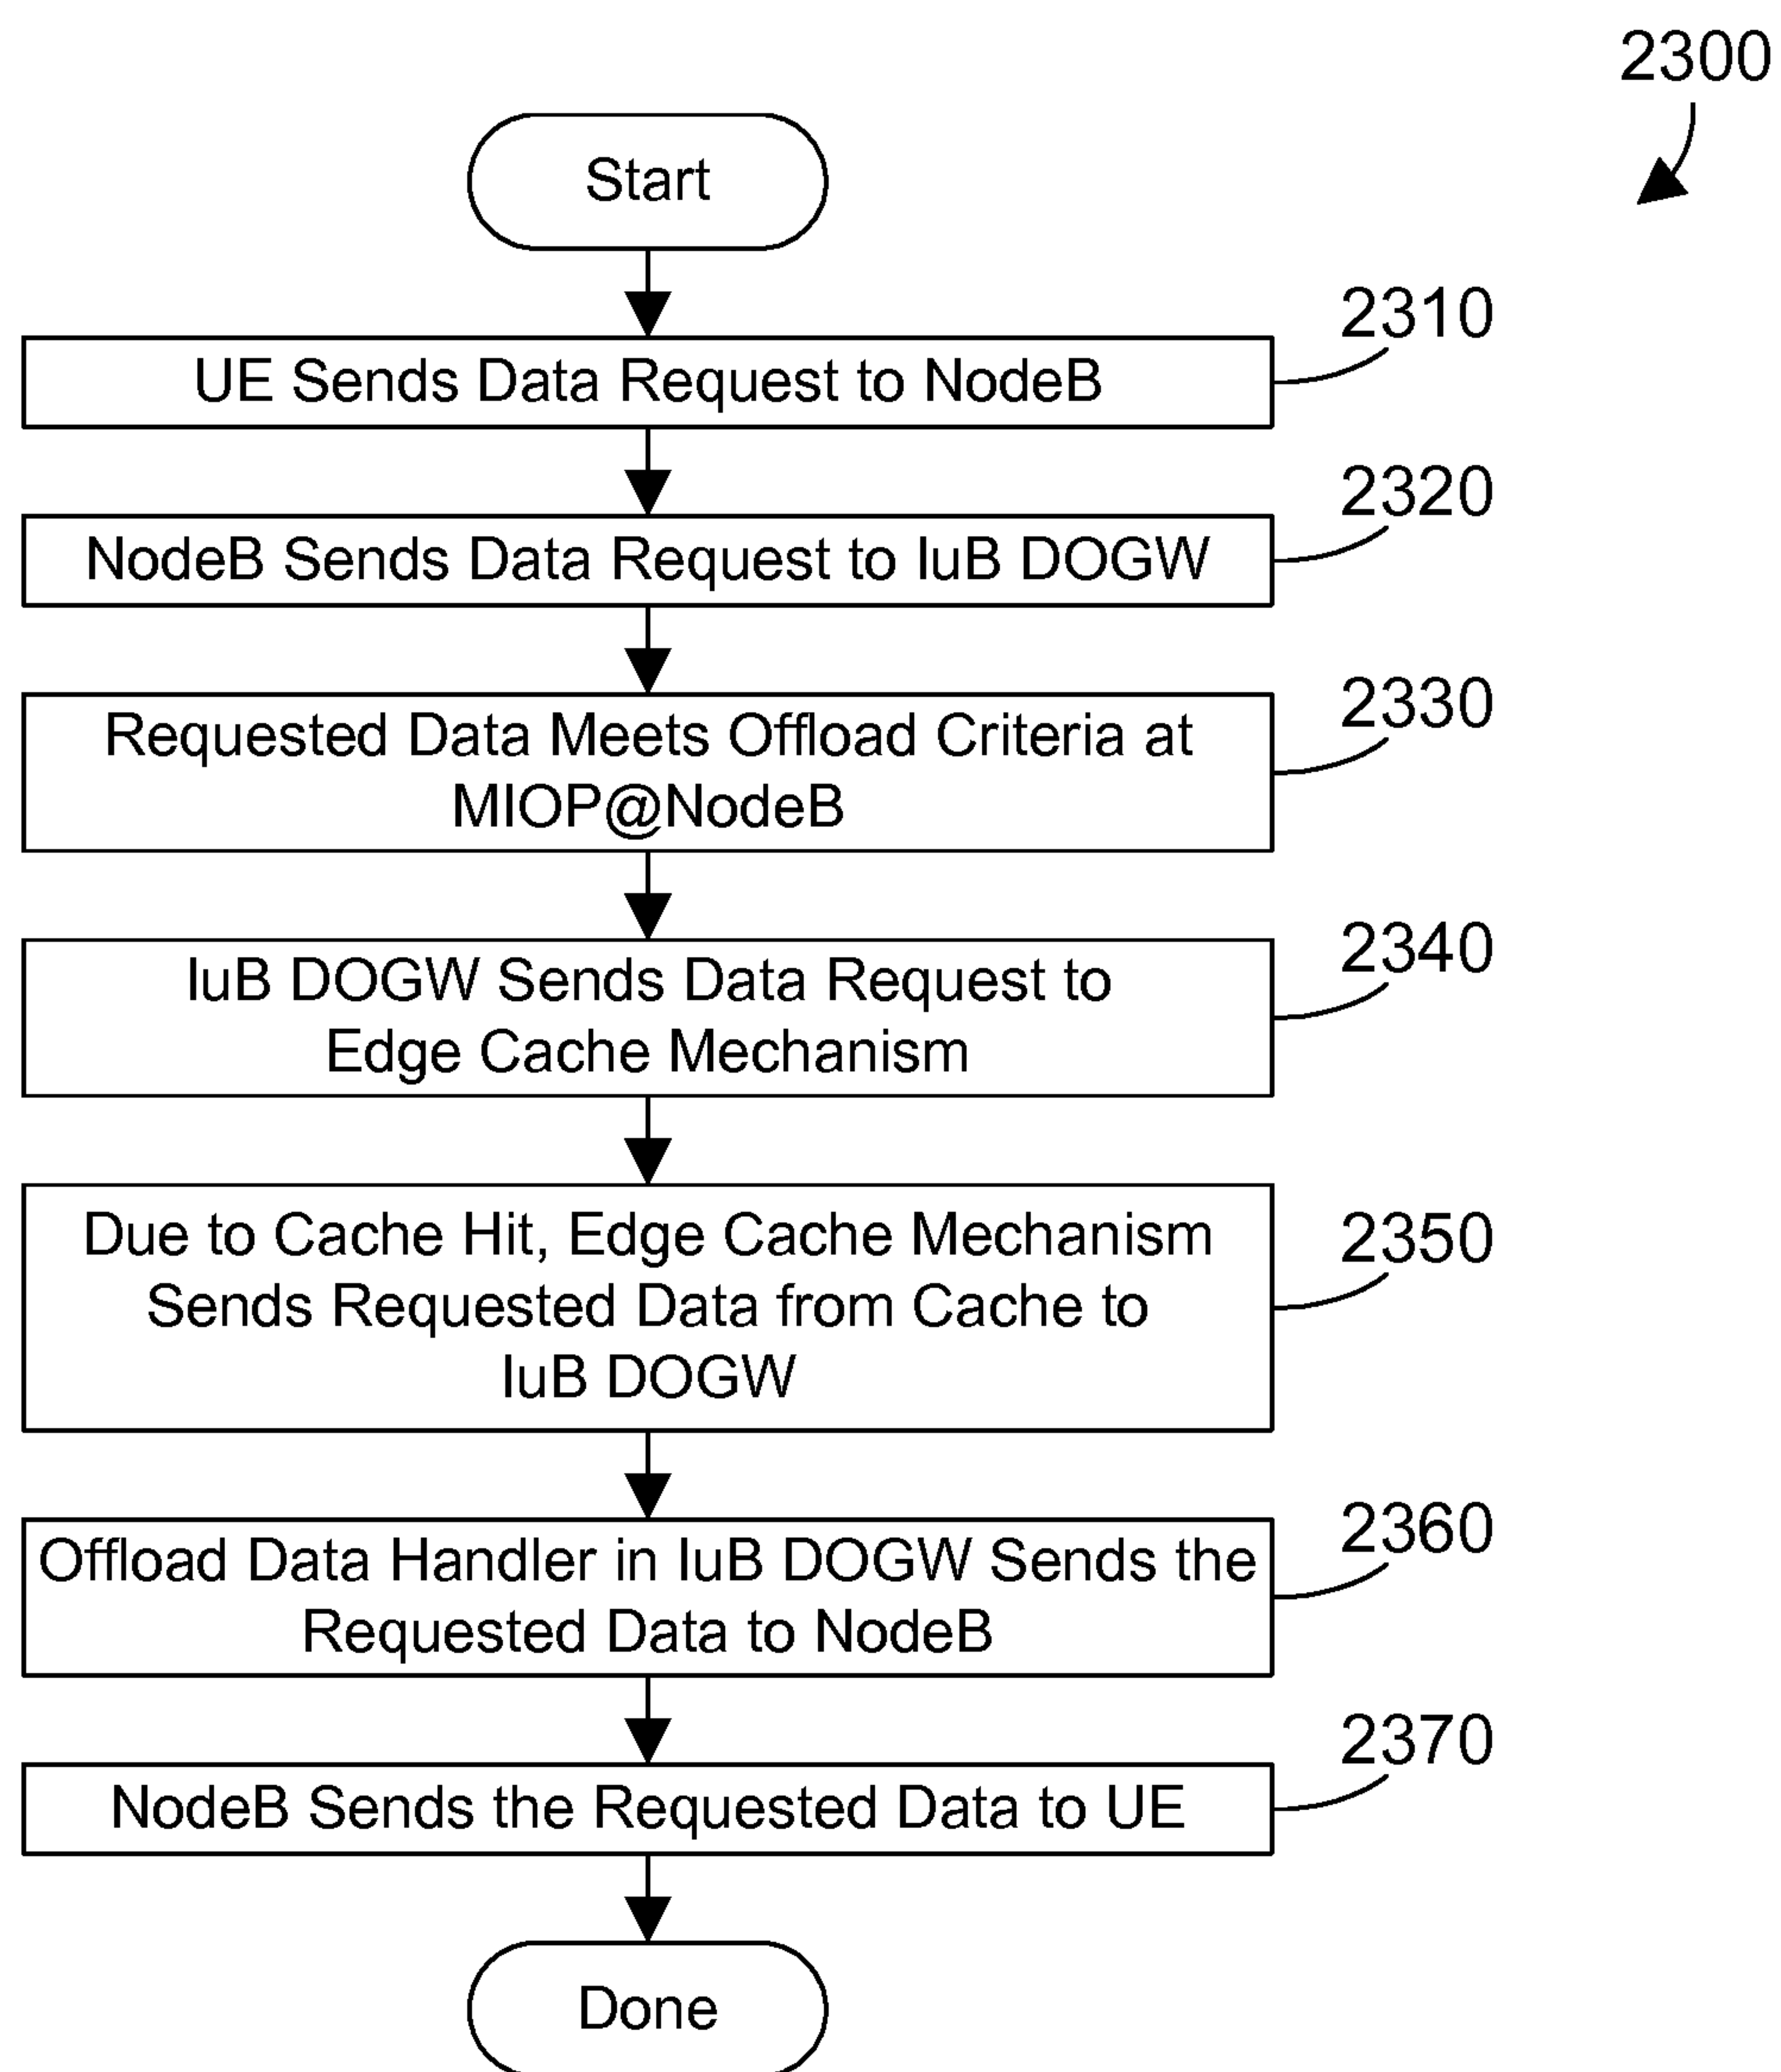 2300
Start
2310
UE Sends Data Request to NodeB
2320
NodeB Sends Data Request to IuB DOGW
2330
Requested Data Meets Offload Criteria at
MIOP@NodeB
2340
IuB DOGW Sends Data Request to
Edge Cache Mechanism
2350
Due to Cache Hit, Edge Cache Mechanism
Sends Requested Data from Cache to
IuB DOGW
2360
Offload Data Handler in IuB DOGW Sends the
Requested Data to NodeB
2370
NodeB Sends the Requested Data to UE
Done